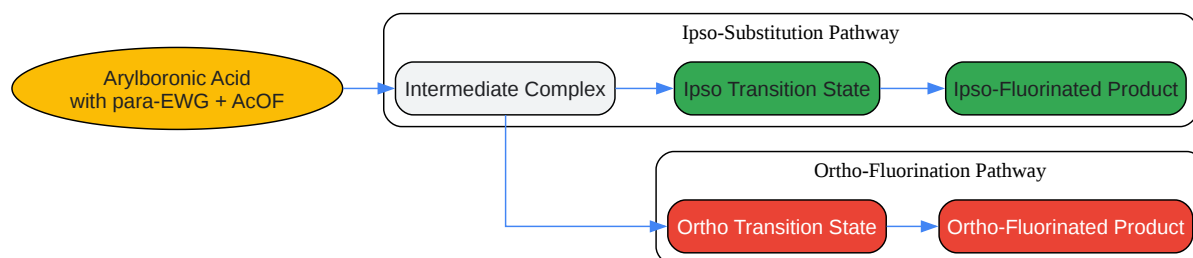 Ipso-Substitution Pathway
Arylboronic Acid
with para-EWG + AcOF
Intermediate Complex
Ipso Transition State
Ipso-Fluorinated Product
Ortho-Fluorination Pathway
Ortho Transition State
Ortho-Fluorinated Product